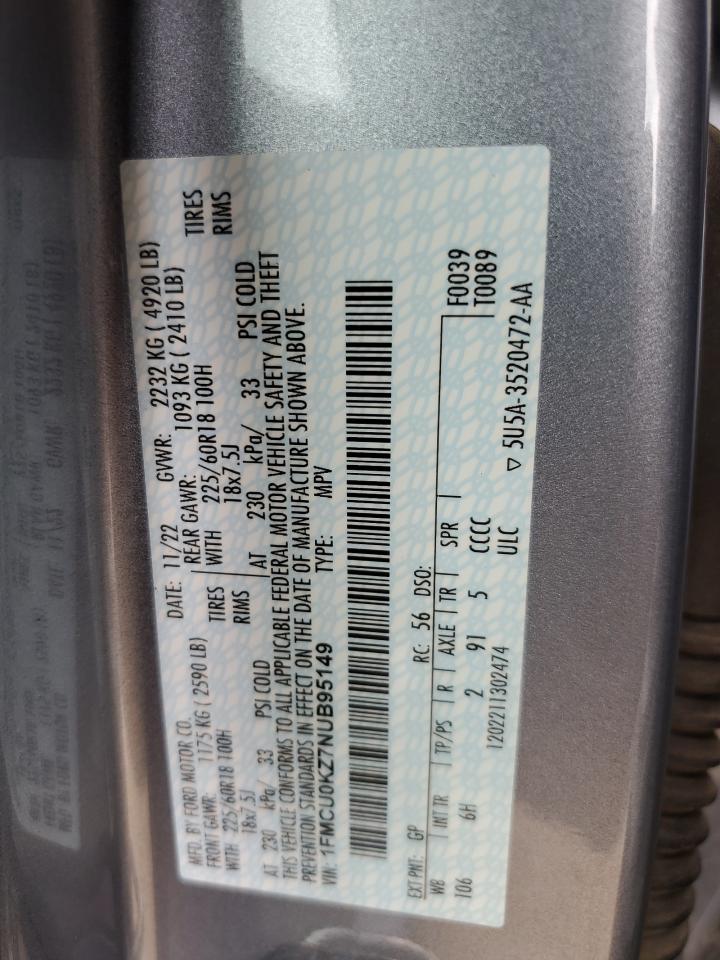 MFD. BY FORD MOTOR CO. DATE: 11/22 GVWR: 2232 KG ( 4920 LB)
FRONT GAWR: 1175 KG ( 2590 LB) REAR GAWR: 1093 KG ( 2410 LB)
WITH 225/60R18 100H TIRES WITH 225/60R18 100H TIRES
18x7.5J RIMS 18x7.5J RIMS
AT 230 kPa/ 33 PSI COLD AT 230 kPa/ 33 PSI COLD
THIS VEHICLE CONFORMS TO ALL APPLICABLE FEDERAL MOTOR VEHICLE SAFETY AND THEFT
PREVENTION STANDARDS IN EFFECT ON THE DATE OF MANUFACTURE SHOWN ABOVE.
VIN: 1FMCU0KZ7NUB95149 TYPE: MPV
EXT PNT: GP RC: 56 DSO: F0039
WB INT TR TP/PS R AXLE TR SPR T0089
106 6H 2 91 5 CCCC
1202211302474 ULC ▽ 5U5A-3520472-AA